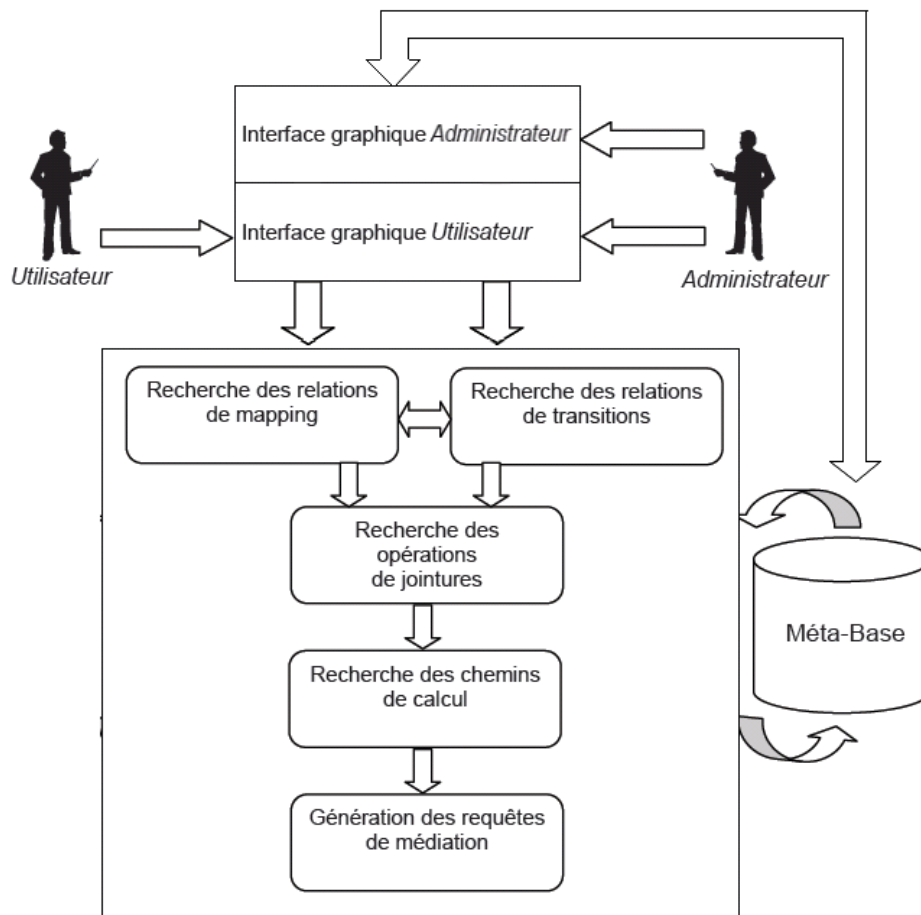 Interface graphique Administrateur
Interface graphique Utilisateur
Utilisateur
Administrateur
Recherche des relations
de mapping
Recherche des relations
de transitions
Recherche des
opérations
de jointures
Méta-Base
Recherche des chemins
de calcul
Génération des requêtes
de médiation